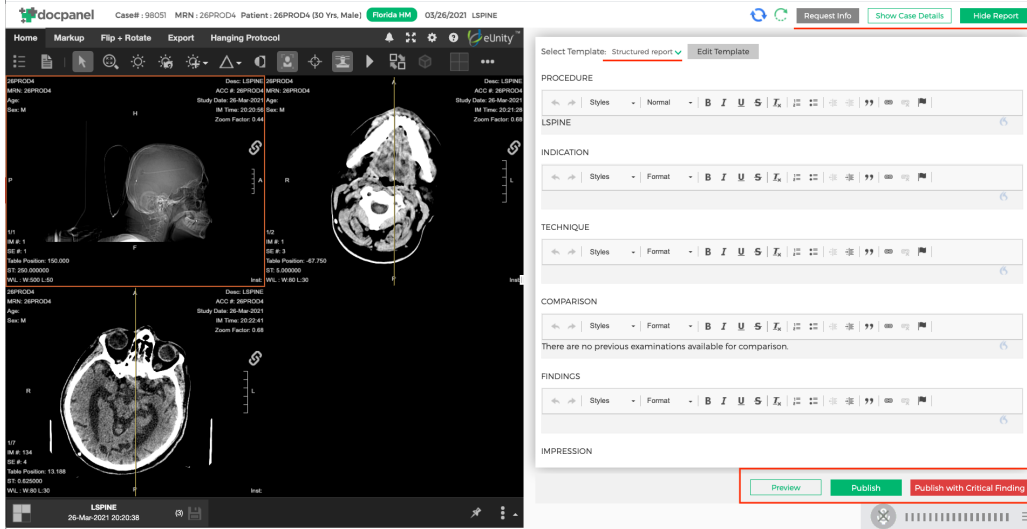 docpanel Case# : 98051 MRN : 26PROD4 Patient : 26PROD4 (30 Yrs, Male) Florida HM 03/26/2021 LSPINE
Request Info Show Case Details Hide Report
Home Markup Flip + Rotate Export Hanging Protocol eUnity™
26PROD4
MRN: 26PROD4
Age:
Sex: M
Desc: LSPINE
ACC #: 26PROD4
Study Date: 26-Mar-2021
IM Time: 20:20:56
Zoom Factor: 0.44
H
P
A
F
1/1
IM #: 1
SE #: 1
Table Position: 150.000
ST: 250.000000
W\L : W:500 L:50
Inst:
26PROD4
MRN: 26PROD4
Age:
Sex: M
Desc: LSPINE
ACC #: 26PROD4
Study Date: 26-Mar-2021
IM Time: 20:21:28
Zoom Factor: 0.68
A
R
L
P
1/2
IM #: 1
SE #: 3
Table Position: -67.750
ST: 5.000000
W\L : W:80 L:30
Inst:
26PROD4
MRN: 26PROD4
Age:
Sex: M
Desc: LSPINE
ACC #: 26PROD4
Study Date: 26-Mar-2021
IM Time: 20:22:41
Zoom Factor: 0.68
A
R
L
P
1/7
IM #: 134
SE #: 4
Table Position: 13.188
ST: 0.625000
W\L : W:80 L:30
Inst:
LSPINE
26-Mar-2021 20:20:38
(3)
Select Template: Structured report Edit Template
PROCEDURE
Styles Normal B I U S Ix
LSPINE
INDICATION
Styles Format B I U S Ix
TECHNIQUE
Styles Format B I U S Ix
COMPARISON
Styles Format B I U S Ix
There are no previous examinations available for comparison.
FINDINGS
Styles Format B I U S Ix
IMPRESSION
Preview Publish Publish with Critical Finding